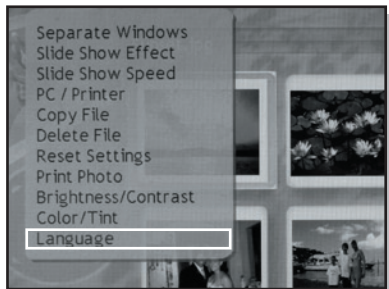 Separate Windows
Slide Show Effect
Slide Show Speed
PC / Printer
Copy File
Delete File
Reset Settings
Print Photo
Brightness/Contrast
Color/Tint
Language